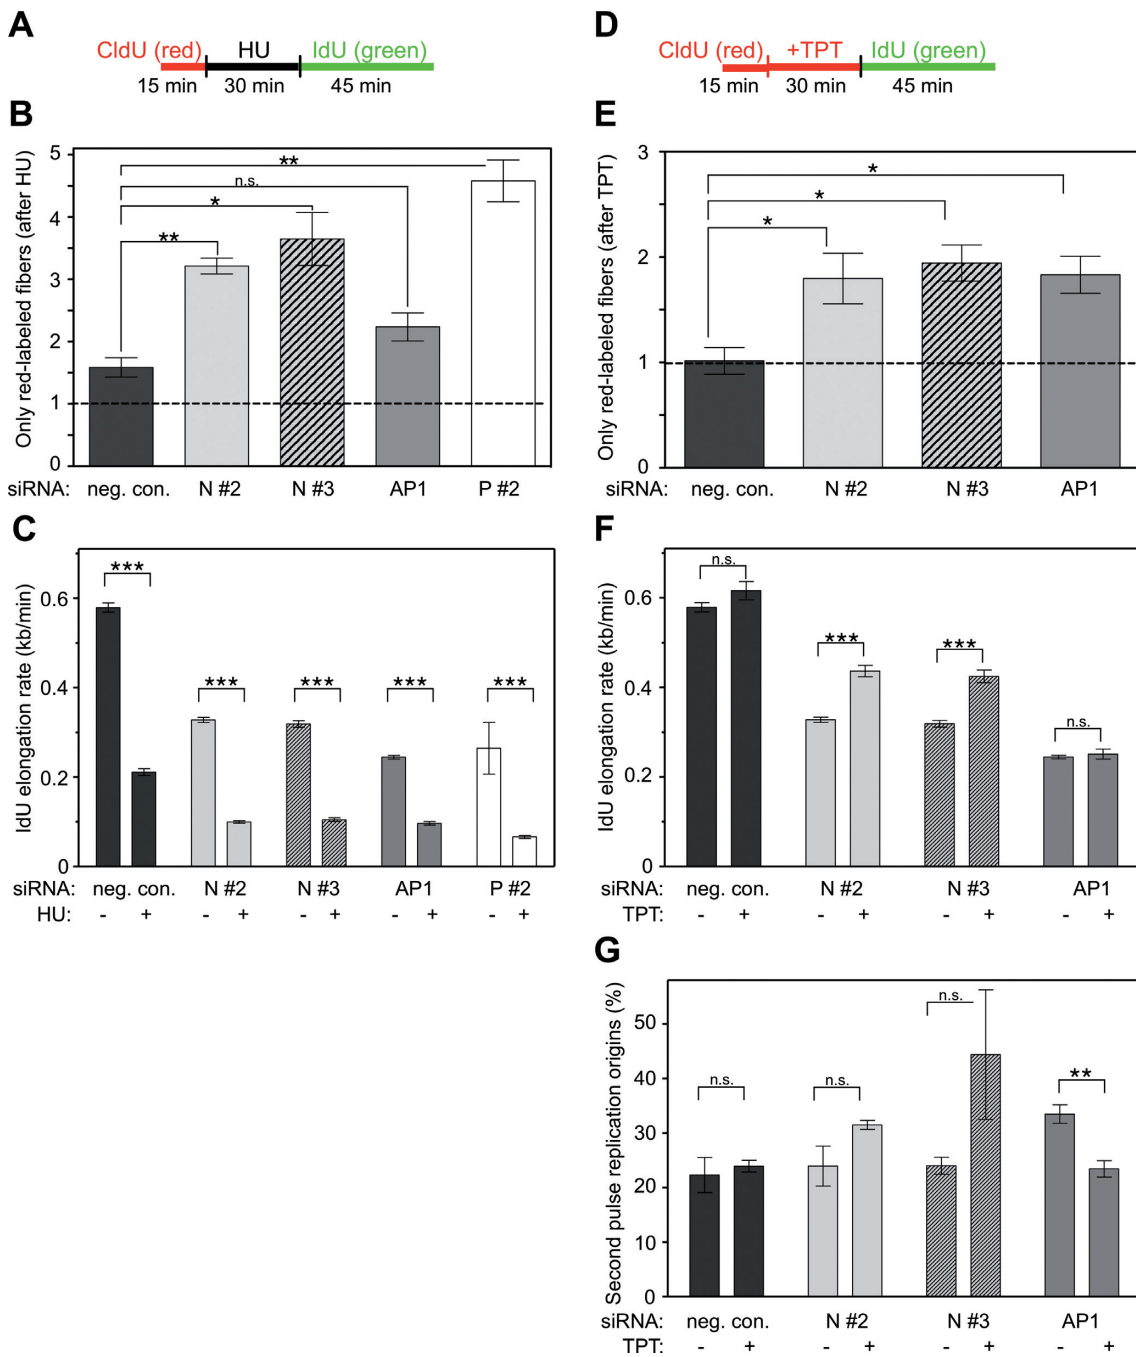 A
CldU (red) HU IdU (green)
15 min 30 min 45 min
B
Only red-labeled fibers (after HU)
5
4
3
2
1
0
**
n.s.
*
**
siRNA: neg. con. N #2 N #3 AP1 P #2
C
IdU elongation rate (kb/min)
0.6
0.4
0.2
0
***
*** *** *** ***
siRNA: neg. con. N #2 N #3 AP1 P #2
HU: - + - + - + - + - +
D
CldU (red) +TPT IdU (green)
15 min 30 min 45 min
E
Only red-labeled fibers (after TPT)
3
2
1
0
*
*
*
siRNA: neg. con. N #2 N #3 AP1
F
IdU elongation rate (kb/min)
0.6
0.4
0.2
0
n.s.
*** ***
n.s.
siRNA: neg. con. N #2 N #3 AP1
TPT: - + - + - + - +
G
Second pulse replication origins (%)
50
40
30
20
10
0
n.s.
n.s. n.s. **
siRNA: neg. con. N #2 N #3 AP1
TPT: - + - + - + - +